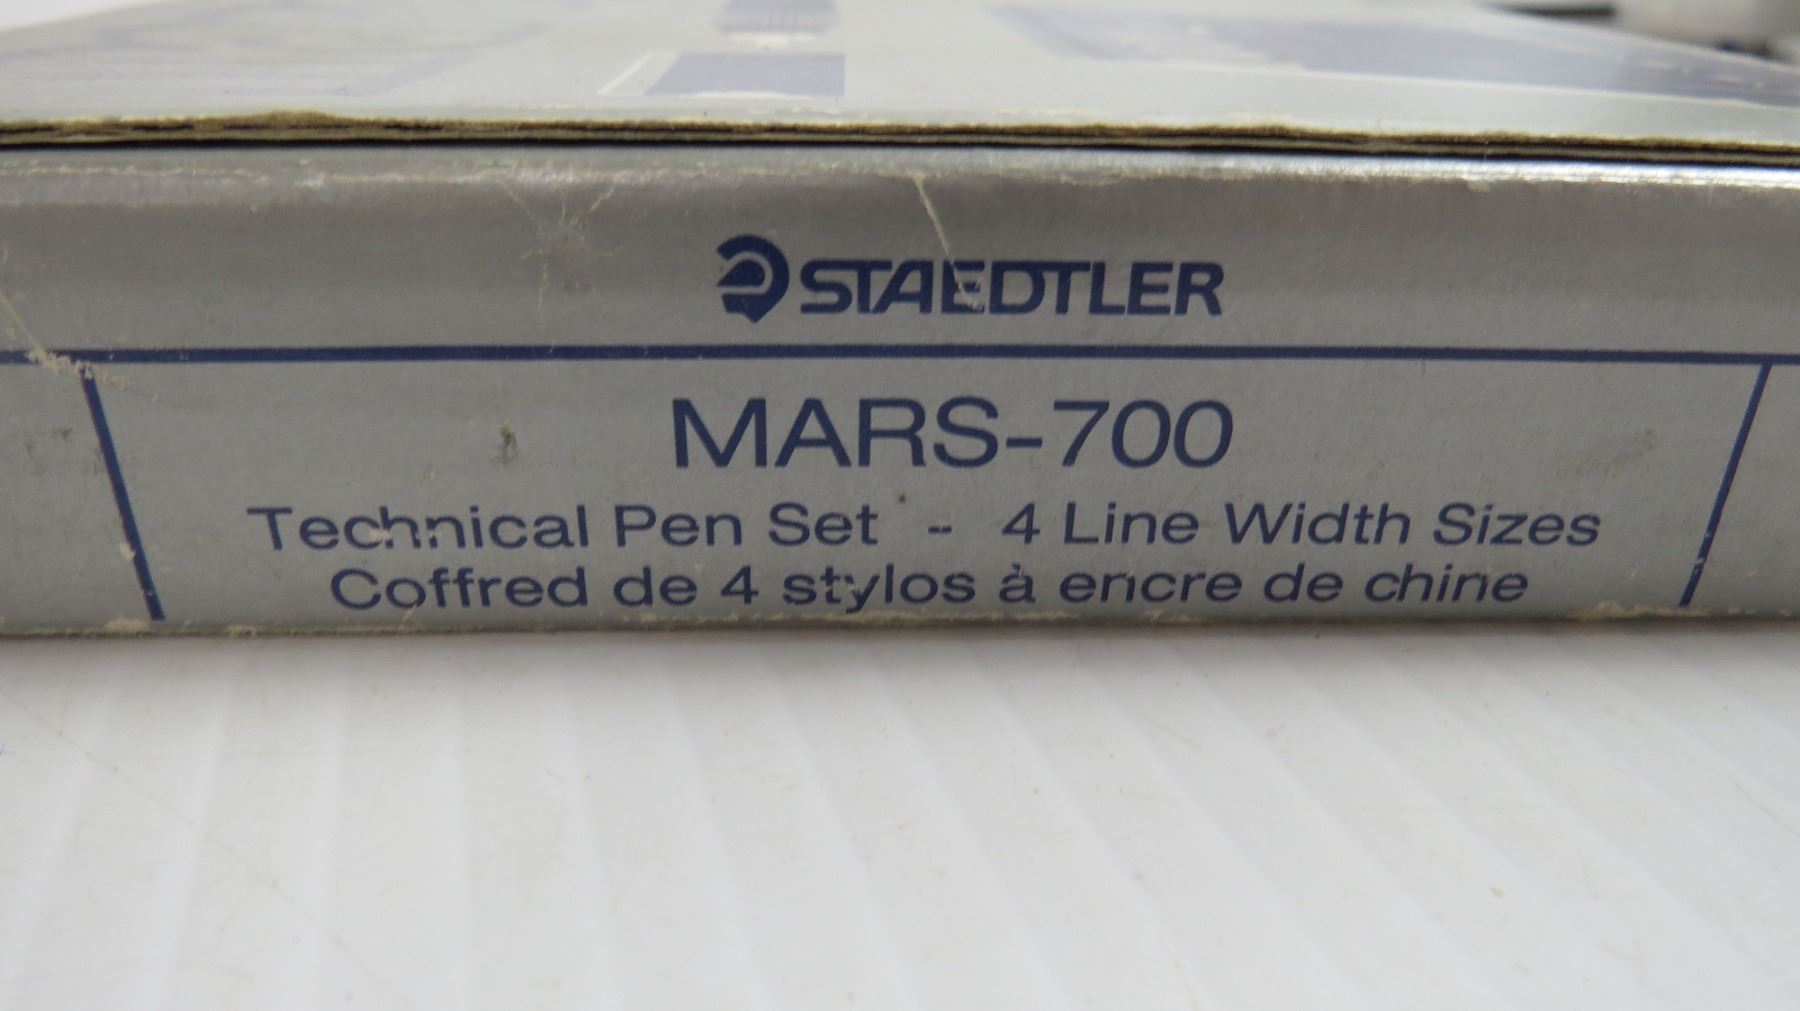 STAEDTLER
MARS-700
Technical Pen Set -- 4 Line Width Sizes
Coffred de 4 stylos à encre de chine